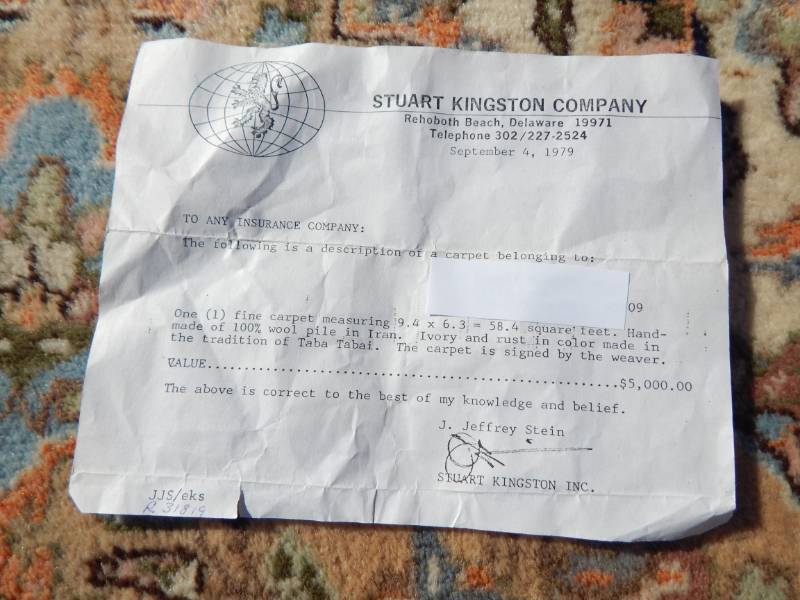 STUART KINGSTON COMPANY
Rehoboth Beach, Delaware 19971
Telephone 302/227-2524
September 4, 1979
TO ANY INSURANCE COMPANY:
The following is a description of a carpet belonging to:
09
One (1) fine carpet measuring 9.4 x 6.3 = 58.4 square feet. Hand-
made of 100% wool pile in Iran. Ivory and rust in color made in
the tradition of Taba Tabai. The carpet is signed by the weaver.
VALUE..........................................................$5,000.00
The above is correct to the best of my knowledge and belief.
J. Jeffrey Stein
STUART KINGSTON INC.
JJS/eks
R 31819